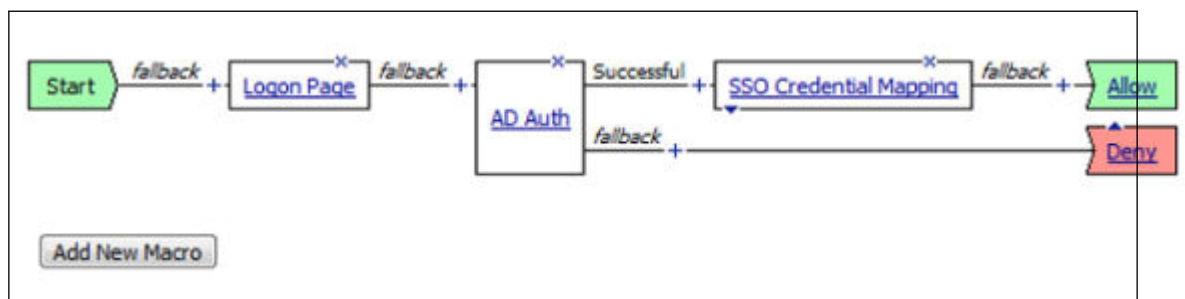 Start fallback + Logon Page fallback + AD Auth Successful + SSO Credential Mapping fallback + Allow
fallback + Deny
Add New Macro